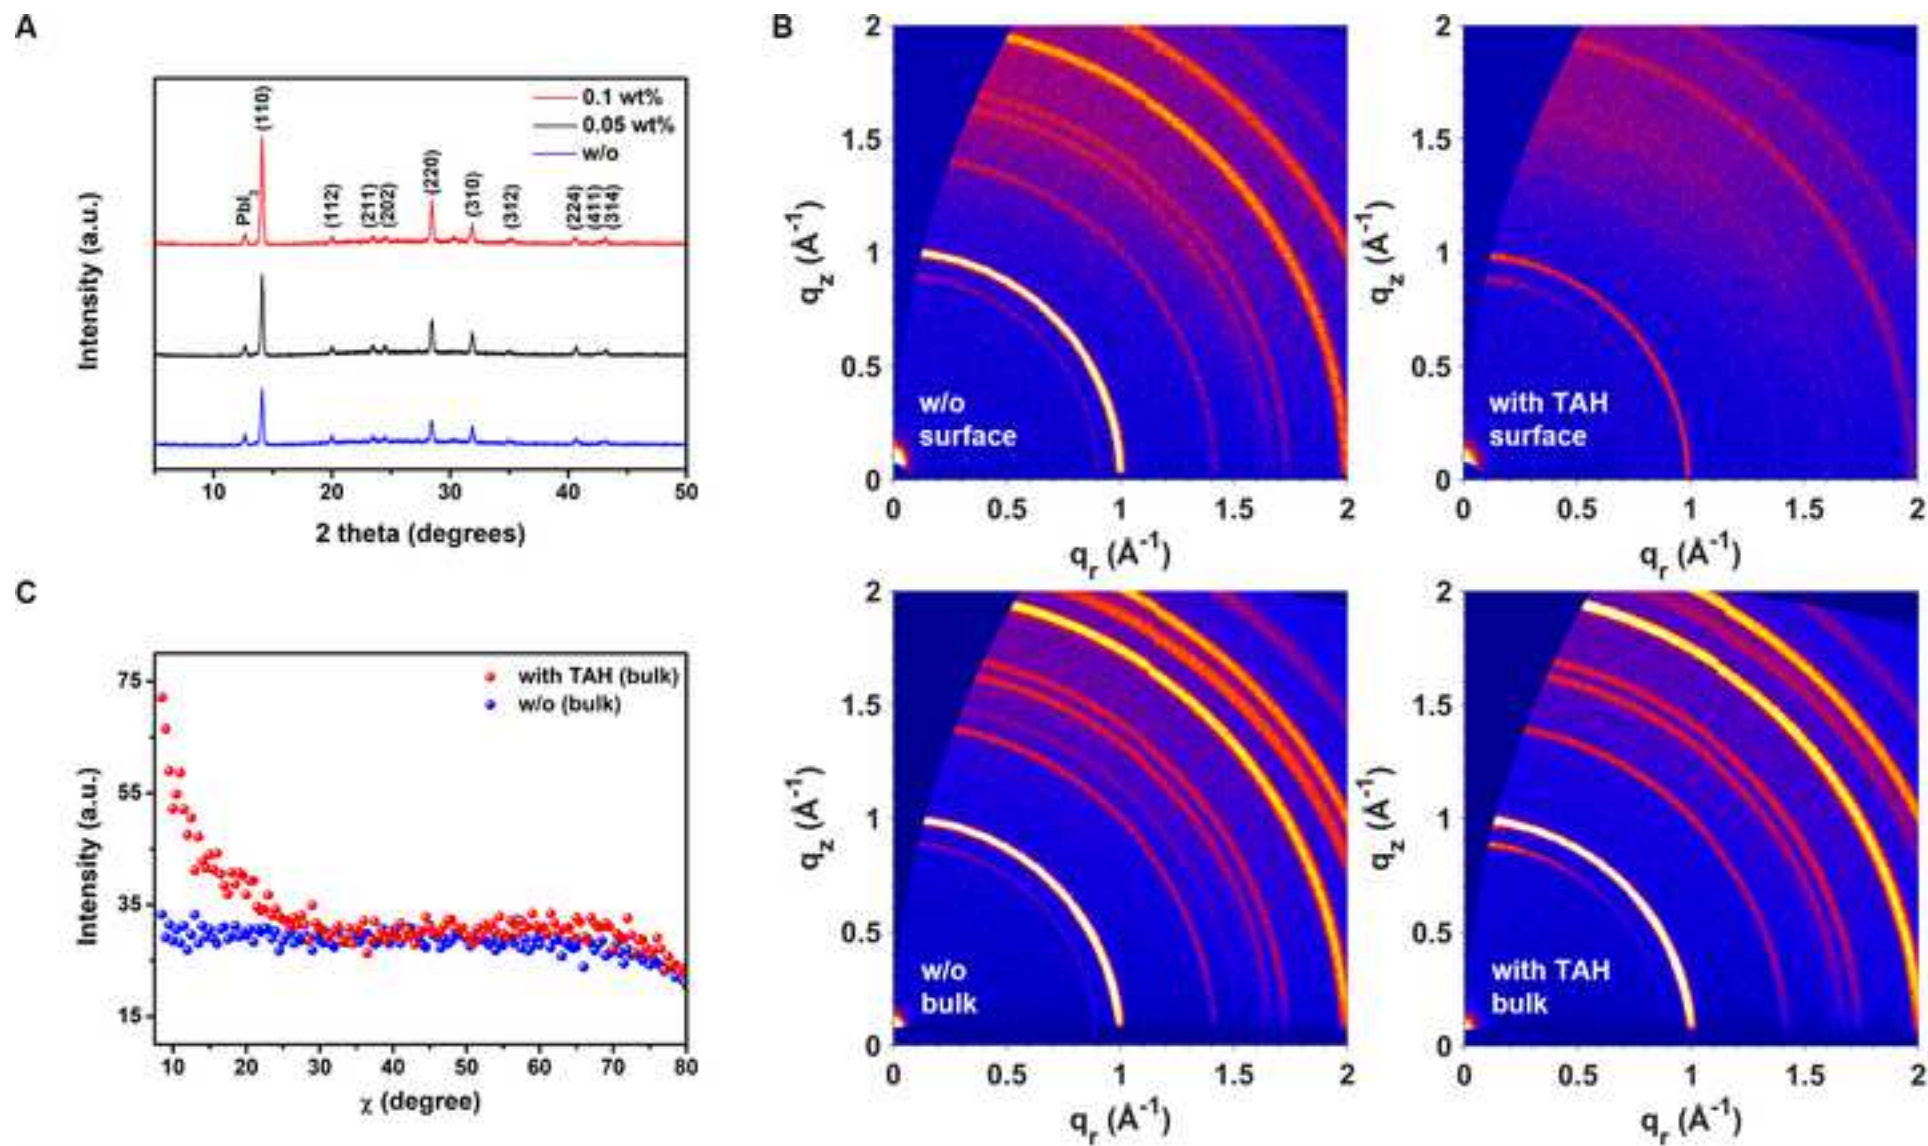 A
(110)
PbI2
(112)
(211)
(202)
(220)
(310)
(312)
(224)
(411)
(314)
0.1 wt%
0.05 wt%
w/o
Intensity (a.u.)
10 20 30 40 50
2 theta (degrees)
B
2
1.5
1
0.5
0
qz (Å-1)
w/o
surface
0 0.5 1 1.5 2
qr (Å-1)
2
1.5
1
0.5
0
qz (Å-1)
with TAH
surface
0 0.5 1 1.5 2
qr (Å-1)
C
75
55
35
15
Intensity (a.u.)
with TAH (bulk)
w/o (bulk)
10 20 30 40 50 60 70 80
χ (degree)
2
1.5
1
0.5
0
qz (Å-1)
w/o
bulk
0 0.5 1 1.5 2
qr (Å-1)
2
1.5
1
0.5
0
qz (Å-1)
with TAH
bulk
0 0.5 1 1.5 2
qr (Å-1)